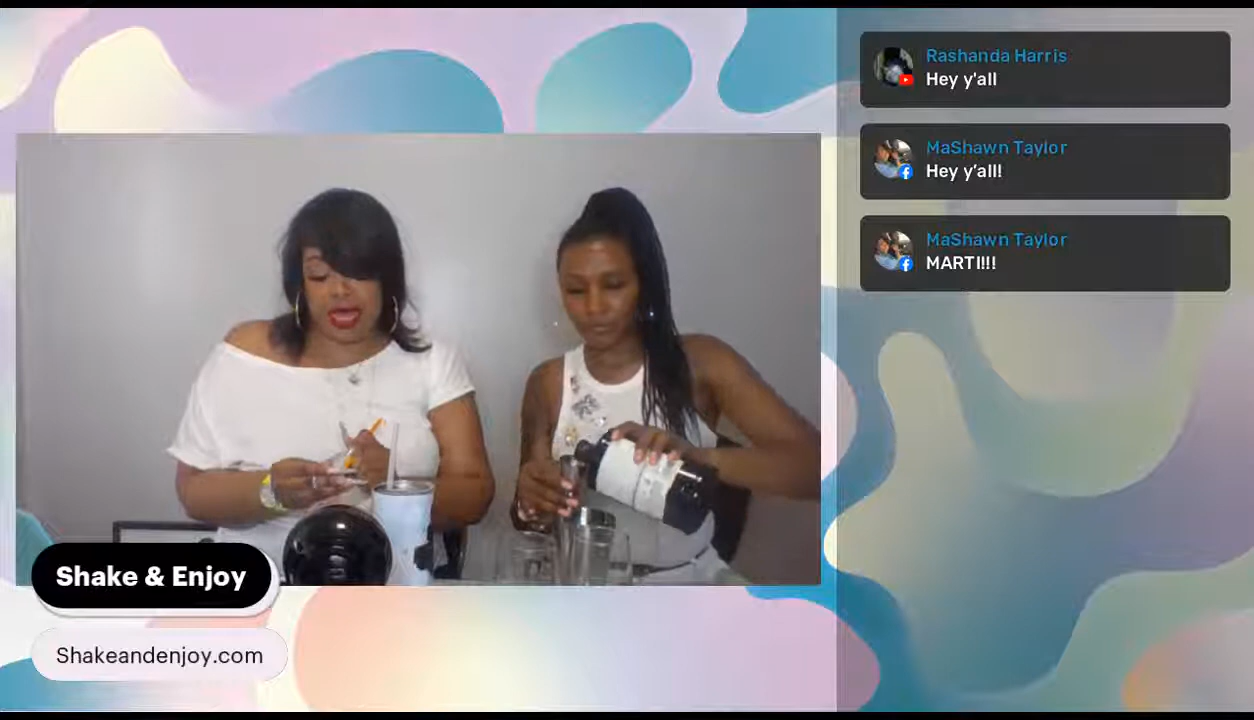 Rashanda Harris
Hey y'all
MaShawn Taylor
Hey y’all!
MaShawn Taylor
MARTI!!!
Shake & Enjoy
Shakeandenjoy.com